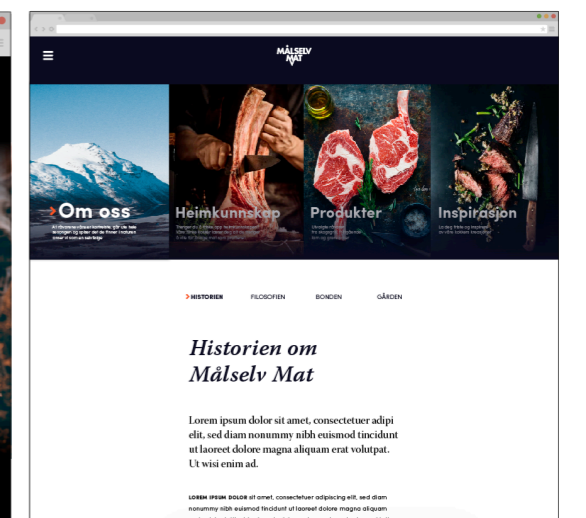 MÅLSELV
MAT
Om oss
Heimkunnskap
Produkter
Inspirasjon
HISTORIEN
FILOSOFIEN
BONDEN
GÅRDEN
Historien om
Målselv Mat
Lorem ipsum dolor sit amet, consectetuer adipi
elit, sed diam nonummy nibh euismod tincidunt
ut laoreet dolore magna aliquam erat volutpat.
Ut wisi enim ad.
LOREM IPSUM DOLOR sit amet, consectetuer adipiscing elit, sed diam
nonummy nibh euismod tincidunt ut laoreet dolore magna aliquam